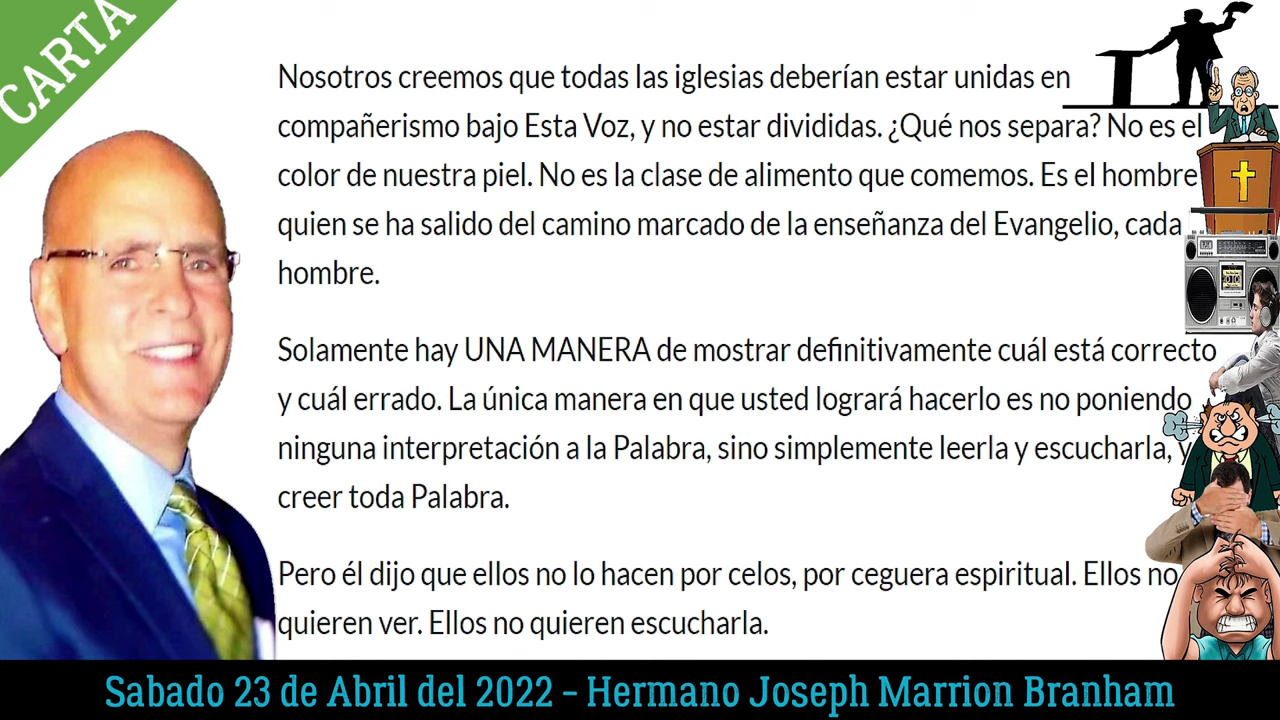 CARTA
Nosotros creemos que todas las iglesias deberían estar unidas en
compañerismo bajo Esta Voz, y no estar divididas. ¿Qué nos separa? No es el
color de nuestra piel. No es la clase de alimento que comemos. Es el hombre
quien se ha salido del camino marcado de la enseñanza del Evangelio, cada
hombre.
Solamente hay UNA MANERA de mostrar definitivamente cuál está correcto
y cuál errado. La única manera en que usted logrará hacerlo es no poniendo
ninguna interpretación a la Palabra, sino simplemente leerla y escucharla, y
creer toda Palabra.
Pero él dijo que ellos no lo hacen por celos, por ceguera espiritual. Ellos no
quieren ver. Ellos no quieren escucharla.
Sabado 23 de Abril del 2022 – Hermano Joseph Marrion Branham